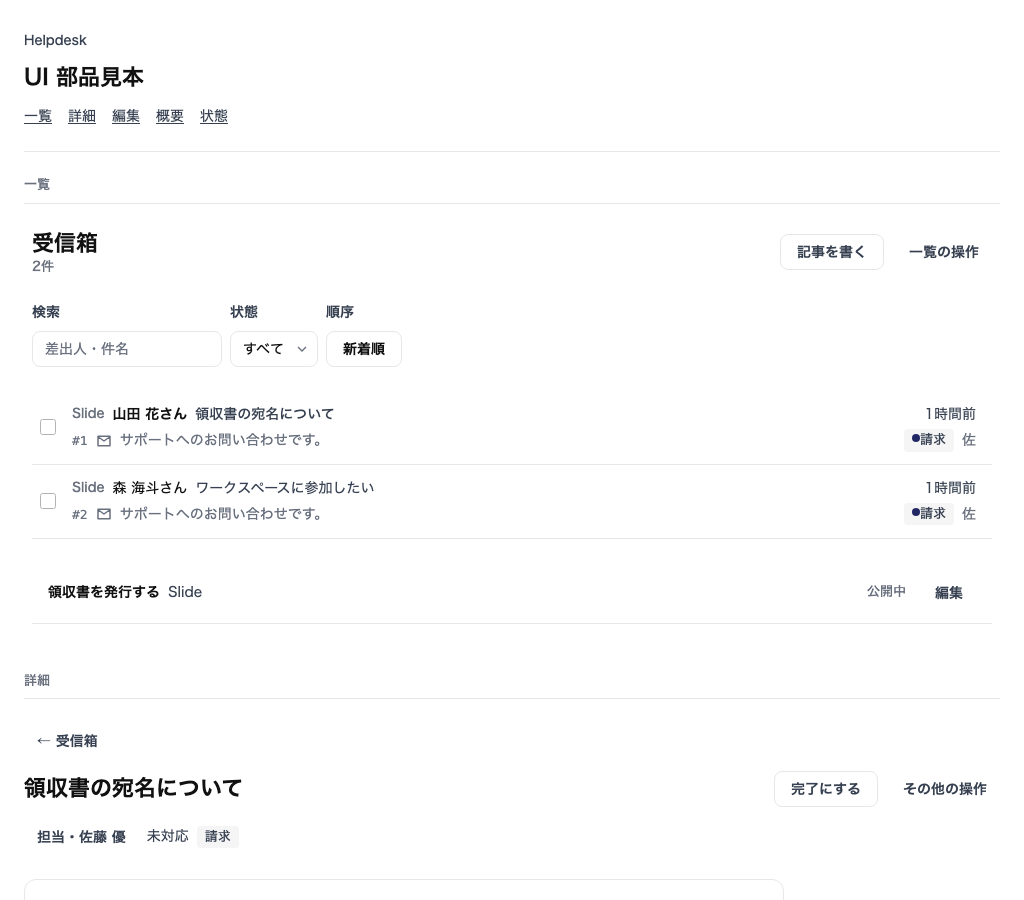 Helpdesk
UI 部品見本
一覧 詳細 編集 概要 状態
一覧
受信箱
2件
記事を書く 一覧の操作
検索 状態 順序
差出人・件名 すべて 新着順
Slide 山田 花さん 領収書の宛名について 1時間前
#1 サポートへのお問い合わせです。 請求 佐
Slide 森 海斗さん ワークスペースに参加したい 1時間前
#2 サポートへのお問い合わせです。 請求 佐
領収書を発行する Slide 公開中 編集
詳細
← 受信箱
領収書の宛名について 完了にする その他の操作
担当・佐藤 優 未対応 請求